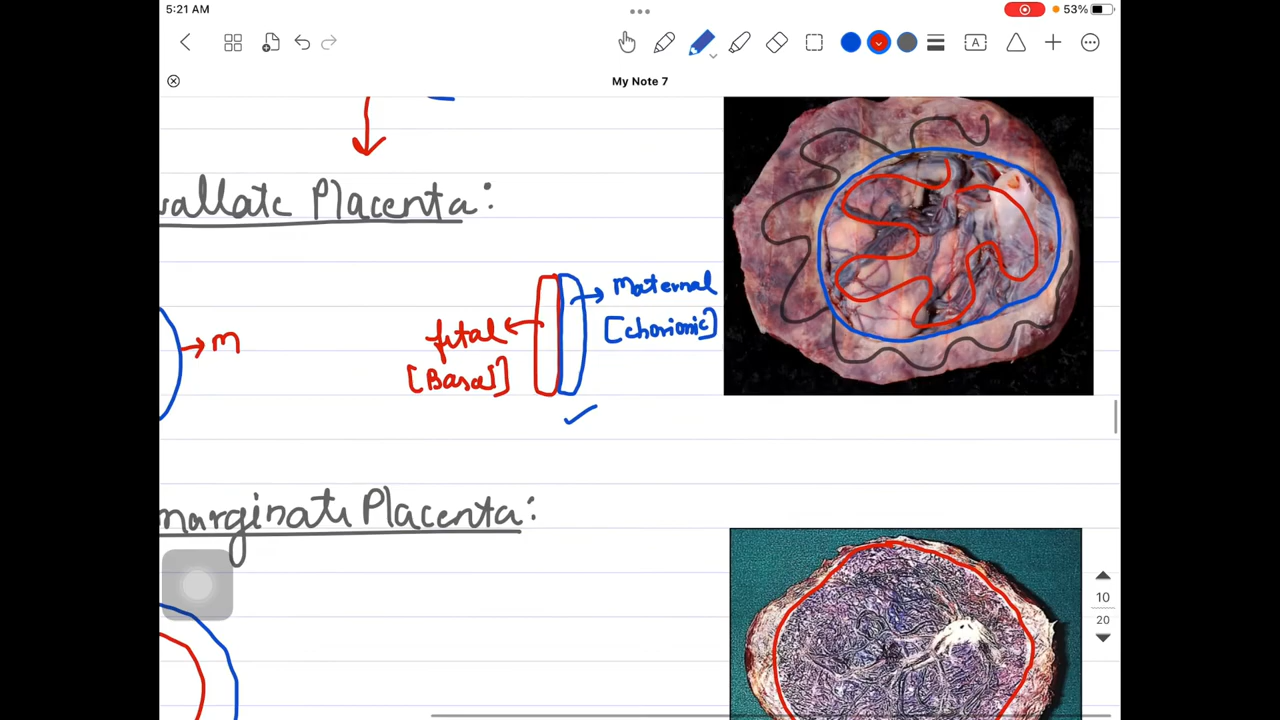 5:21 AM
53%
A
My Note 7
vallate Placenta:
Maternal
[chorionic]
fetal
[Basal]
m
marginate Placenta:
10
20